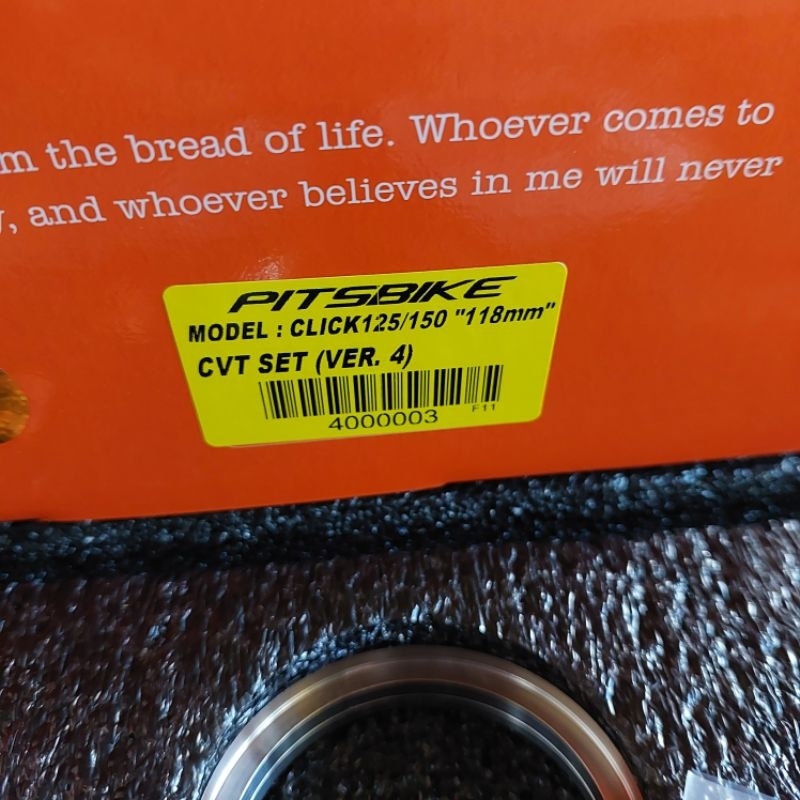 m the bread of life. Whoever comes to
, and whoever believes in me will never
PITSBIKE
MODEL : CLICK125/150 "118mm"
CVT SET (VER. 4)
4000003 F11